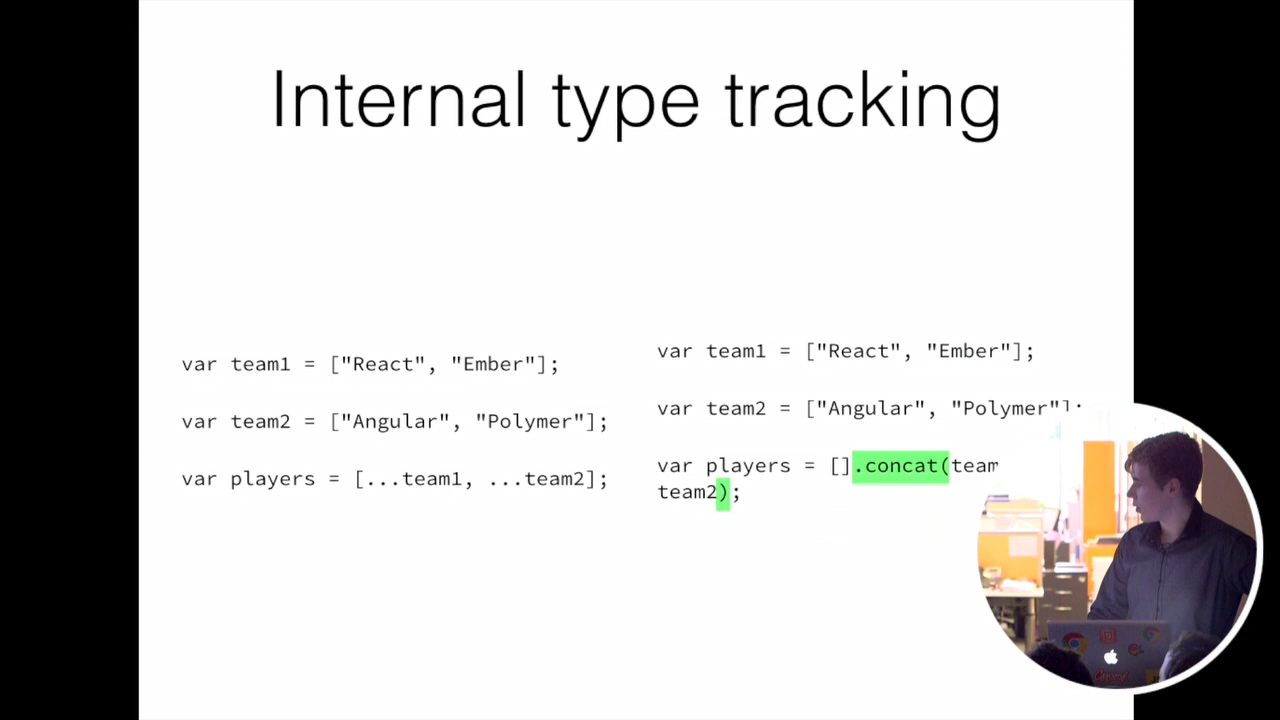 Internal type tracking
var team1 = ["React", "Ember"];
var team2 = ["Angular", "Polymer"];
var players = [...team1, ...team2];
var team1 = ["React", "Ember"];
var team2 = ["Angular", "Polymer"];
var players = [].concat(team
team2);